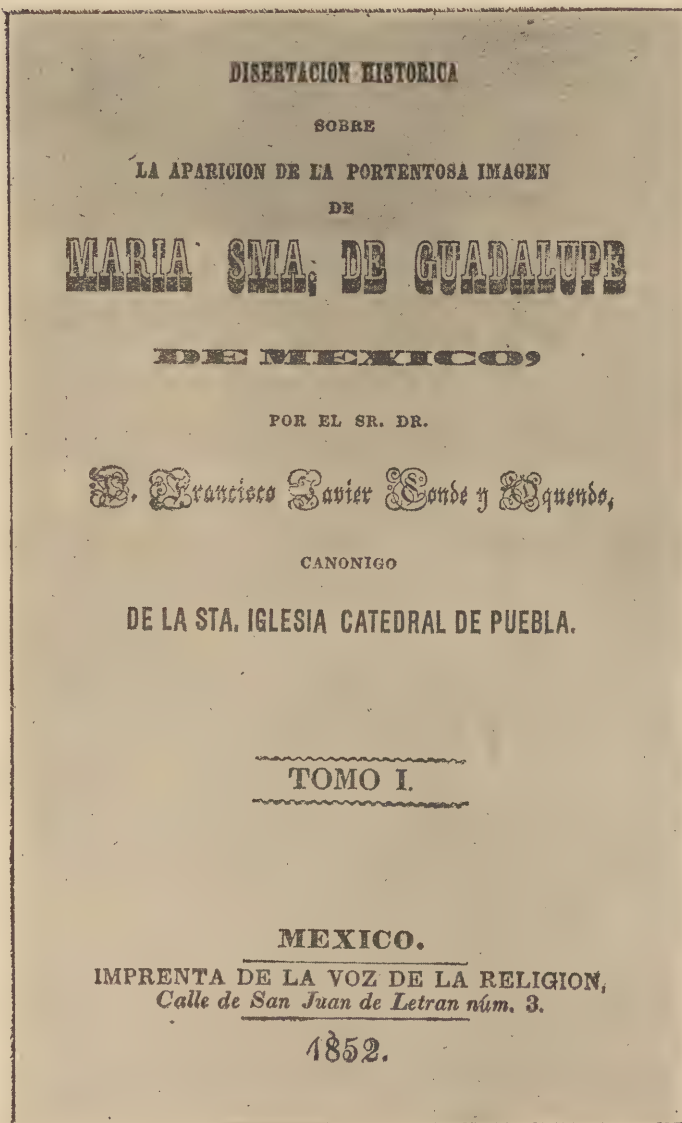 DISERTACION HISTORICA
SOBRE
LA APARICION DE LA PORTENTOSA IMAGEN
DE
MARIA SMA. DE GUADALUPE
DE MEXICO,
POR EL SR. DR.
D. Francisco Javier Conde y Oquendo,
CANONIGO
DE LA STA. IGLESIA CATEDRAL DE PUEBLA.
TOMO I.
MEXICO.
IMPRENTA DE LA VOZ DE LA RELIGION,
Calle de San Juan de Letran núm. 3.
1852.